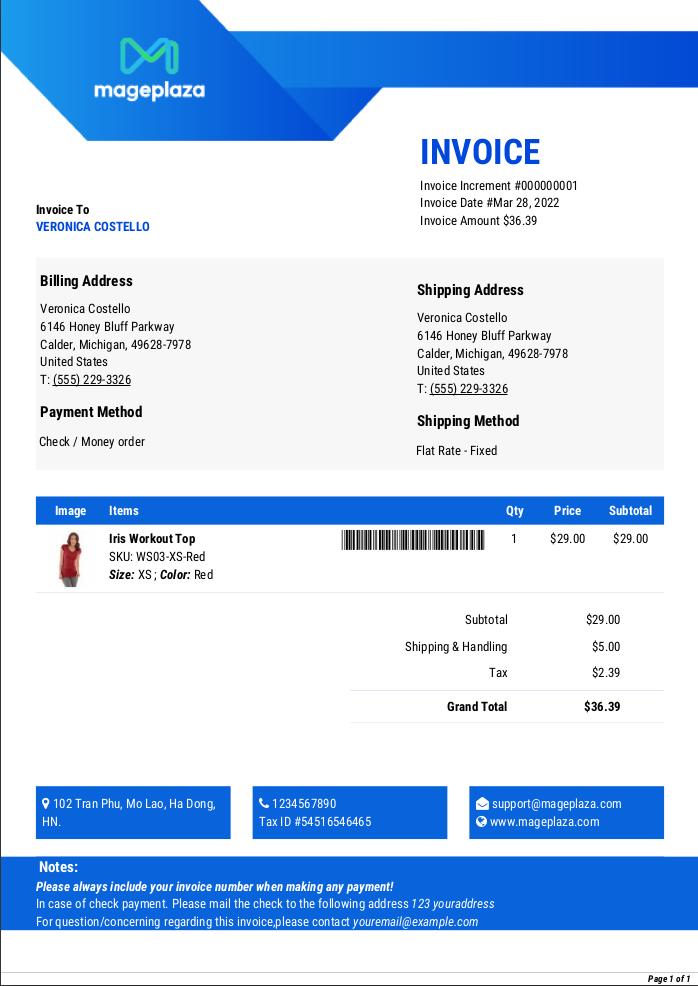 mageplaza
INVOICE
Invoice Increment #000000001
Invoice Date #Mar 28, 2022
Invoice Amount $36.39
Invoice To
VERONICA COSTELLO
Billing Address
Veronica Costello
6146 Honey Bluff Parkway
Calder, Michigan, 49628-7978
United States
T: (555) 229-3326
Payment Method
Check / Money order
Shipping Address
Veronica Costello
6146 Honey Bluff Parkway
Calder, Michigan, 49628-7978
United States
T: (555) 229-3326
Shipping Method
Flat Rate - Fixed
Image Items Qty Price Subtotal
Iris Workout Top 1 $29.00 $29.00
SKU: WS03-XS-Red
Size: XS ; Color: Red
Subtotal $29.00
Shipping & Handling $5.00
Tax $2.39
Grand Total $36.39
102 Tran Phu, Mo Lao, Ha Dong,
HN.
1234567890
Tax ID #54516546465
support@mageplaza.com
www.mageplaza.com
Notes:
Please always include your invoice number when making any payment!
In case of check payment. Please mail the check to the following address 123 youraddress
For question/concerning regarding this invoice,please contact youremail@example.com
Page 1 of 1